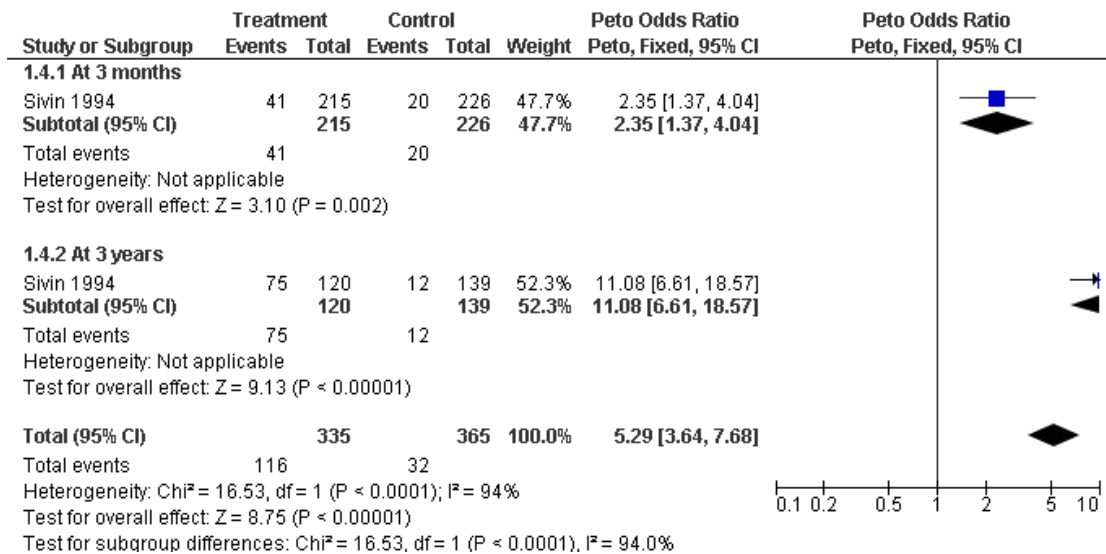 Treatment Control Peto Odds Ratio Peto Odds Ratio
Study or Subgroup Events Total Events Total Weight Peto, Fixed, 95% CI Peto, Fixed, 95% CI
1.4.1 At 3 months
Sivin 1994 41 215 20 226 47.7% 2.35 [1.37, 4.04]
Subtotal (95% CI) 215 226 47.7% 2.35 [1.37, 4.04]
Total events 41 20
Heterogeneity: Not applicable
Test for overall effect: Z = 3.10 (P = 0.002)
1.4.2 At 3 years
Sivin 1994 75 120 12 139 52.3% 11.08 [6.61, 18.57]
Subtotal (95% CI) 120 139 52.3% 11.08 [6.61, 18.57]
Total events 75 12
Heterogeneity: Not applicable
Test for overall effect: Z = 9.13 (P < 0.00001)
Total (95% CI) 335 365 100.0% 5.29 [3.64, 7.68]
Total events 116 32
Heterogeneity: Chi² = 16.53, df = 1 (P < 0.0001); I² = 94%
Test for overall effect: Z = 8.75 (P < 0.00001)
Test for subgroup differences: Chi² = 16.53, df = 1 (P < 0.0001), I² = 94.0%
0.1 0.2 0.5 1 2 5 10